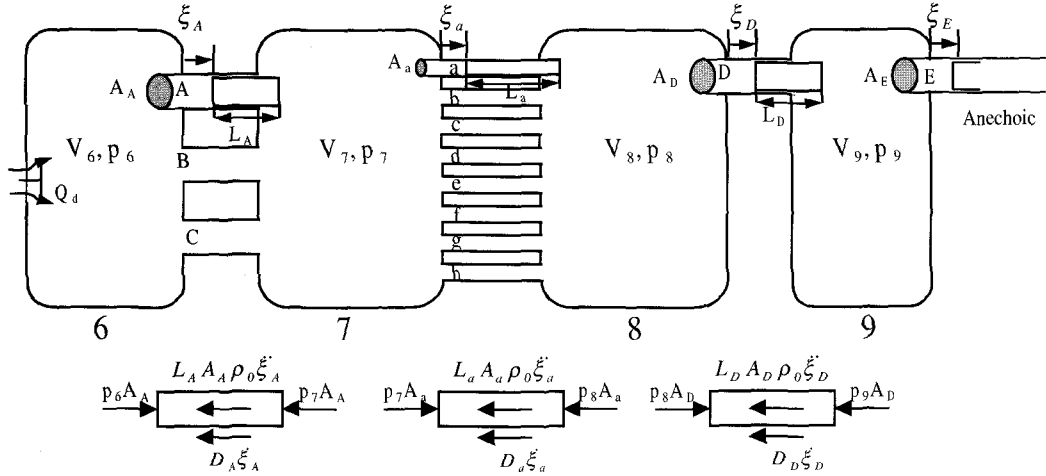 ξ_A ξ_a ξ_D ξ_E
A_A A A_a a A_D D A_E E
L_A b L_a L_D Anechoic
c
V_6, p_6 B V_7, p_7 d V_8, p_8 V_9, p_9
Q_d e
f
C g
h
6 7 8 9
L_A A_A ρ_0 ξ̈_A L_a A_a ρ_0 ξ̈_a L_D A_D ρ_0 ξ̈_D
p_6A_A p_7A_A p_7A_a p_8A_a p_8A_D p_9A_D
D_A ξ̇_A D_a ξ̇_a D_D ξ̇_D